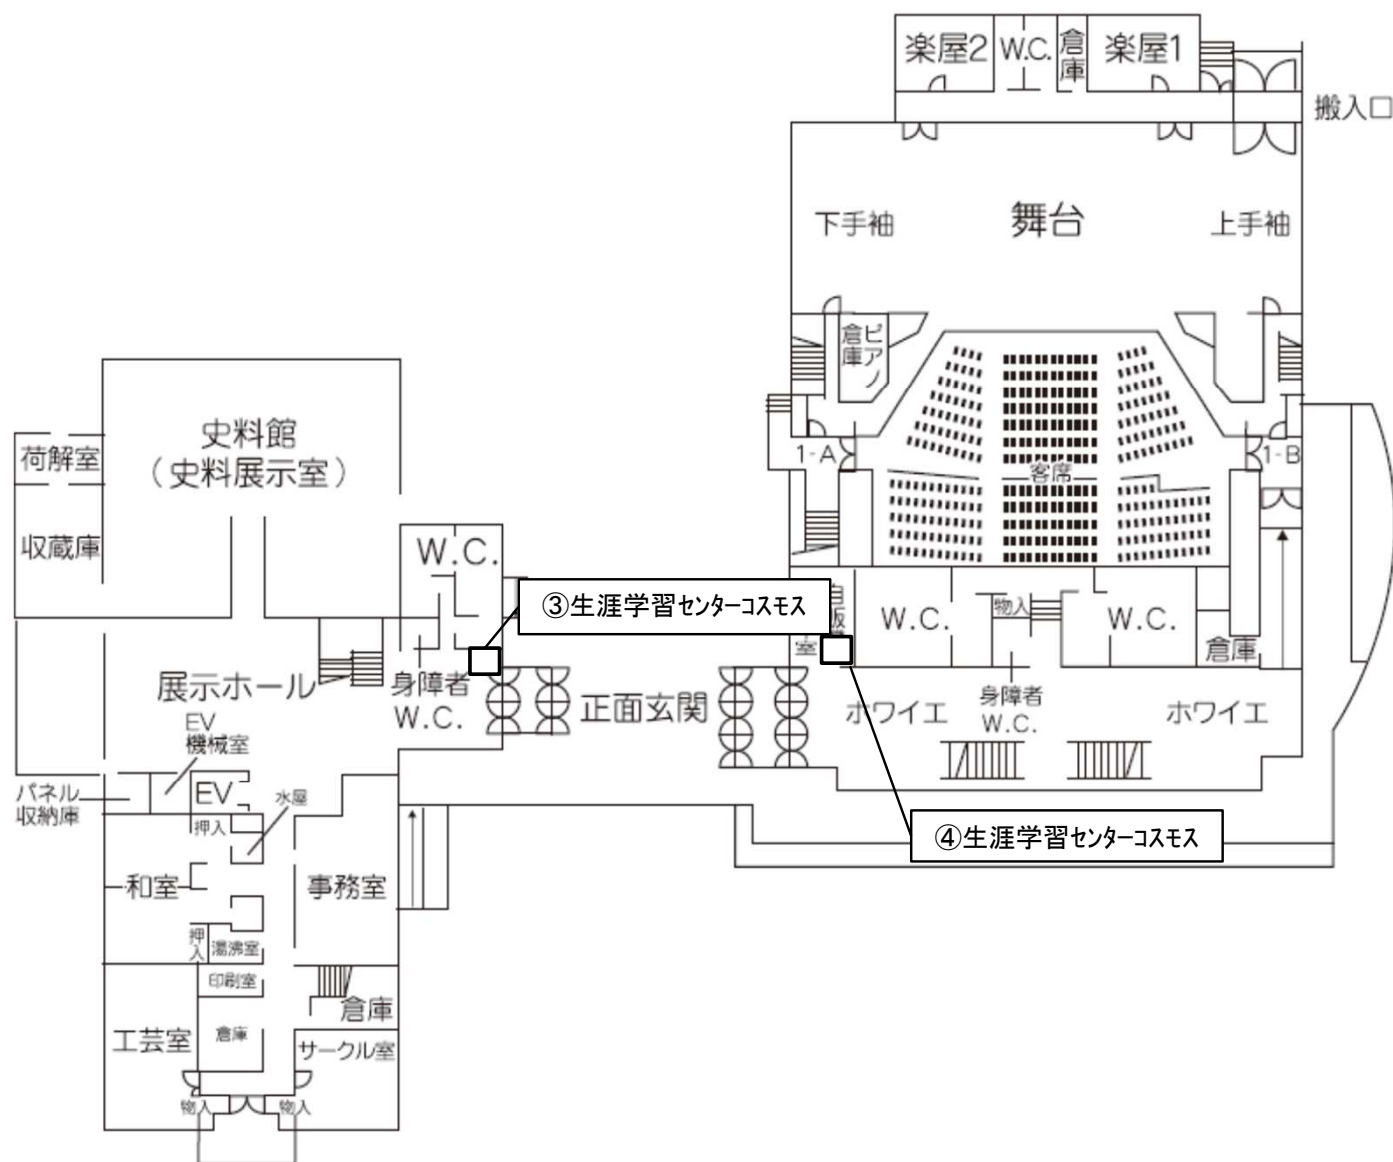 楽屋2
W.C.
倉庫
楽屋1
搬入口
下手袖
舞台
上手袖
ピアノ
倉庫
史料館
（史料展示室）
荷解室
収蔵庫
1-A
客席
1-B
W.C.
③生涯学習センターコスモス
自販
室
W.C.
物入
W.C.
倉庫
展示ホール
身障者
W.C.
正面玄関
ホワイエ
身障者
W.C.
ホワイエ
EV
機械室
パネル
収納庫
EV
水屋
押入
④生涯学習センターコスモス
和室
事務室
押入
湯沸室
印刷室
倉庫
工芸室
倉庫
サークル室
物入
物入